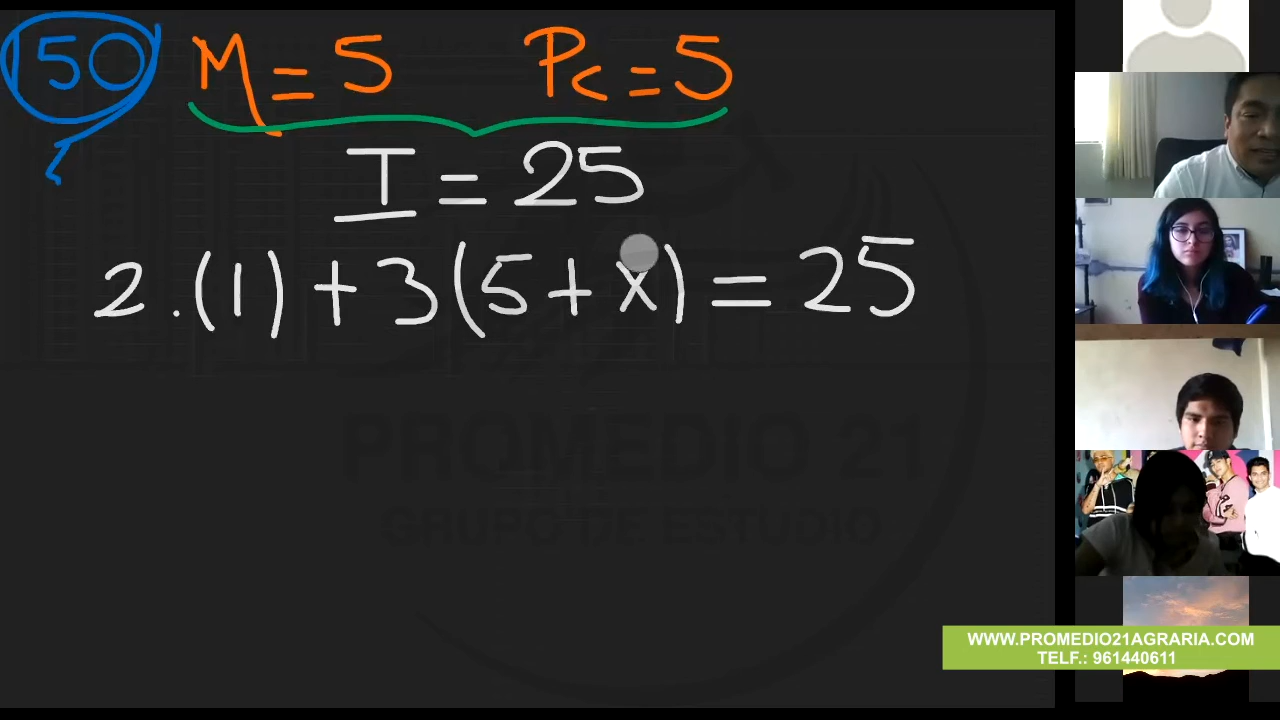 50 M = 5 Pc = 5
I = 25
2.(1) + 3(5 + x) = 25
PROMEDIO 21
GRUPO DE ESTUDIO
WWW.PROMEDIO21AGRARIA.COM
TELF.: 961440611